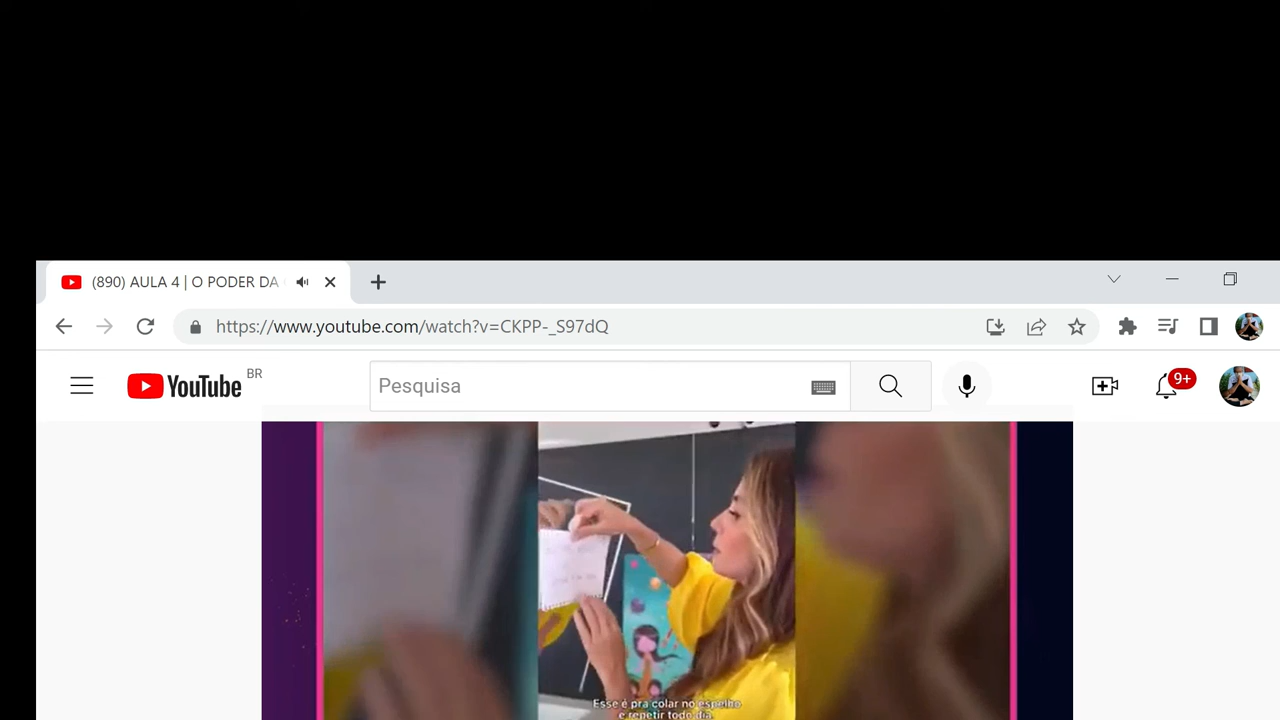 (890) AULA 4 | O PODER DA
https://www.youtube.com/watch?v=CKPP-_S97dQ
YouTube BR
Pesquisa
9+
Esse é pra colar no espelho
e repetir todo dia.